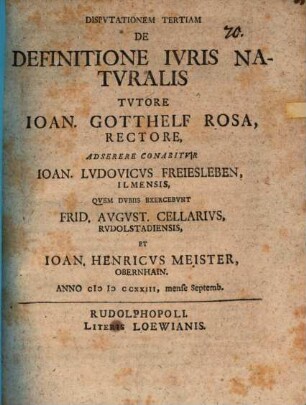 DISPVTATIONEM TERTIAM
70.
DE
DEFINITIONE IVRIS NA-
TVRALIS
TVTORE
IOAN. GOTTHELF ROSA,
RECTORE,
ADSERERE CONABITVR
IOAN. LVDOVICVS FREIESLEBEN,
ILMENSIS,
QVEM DVBIIS EXERCEBVNT
FRID. AVGVST. CELLARIVS,
RVDOLSTADIENSIS,
ET
IOAN. HENRICVS MEISTER,
OBERNHAIN.
ANNO cIɔ Iɔ CCXXIII, mense Septemb.
RUDOLPHOPOLI.
LITERIS LOEWIANIS.